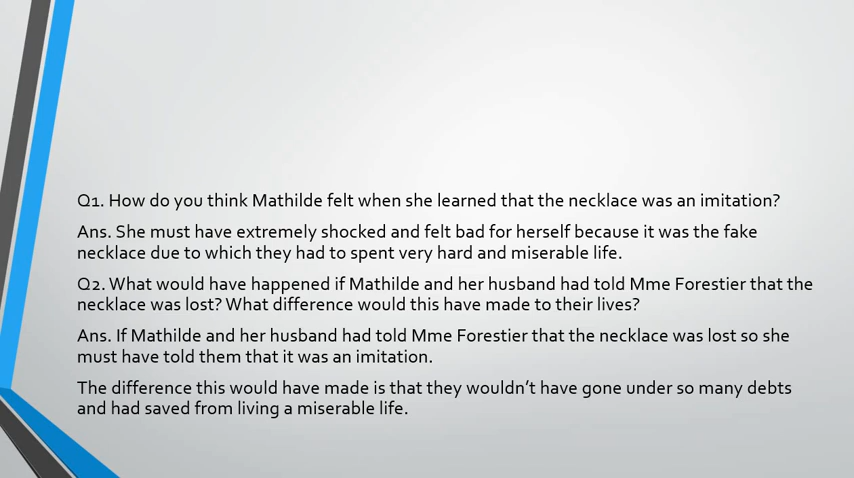 Q1. How do you think Mathilde felt when she learned that the necklace was an imitation?
Ans. She must have extremely shocked and felt bad for herself because it was the fake
necklace due to which they had to spent very hard and miserable life.
Q2. What would have happened if Mathilde and her husband had told Mme Forestier that the
necklace was lost? What difference would this have made to their lives?
Ans. If Mathilde and her husband had told Mme Forestier that the necklace was lost so she
must have told them that it was an imitation.
The difference this would have made is that they wouldn’t have gone under so many debts
and had saved from living a miserable life.